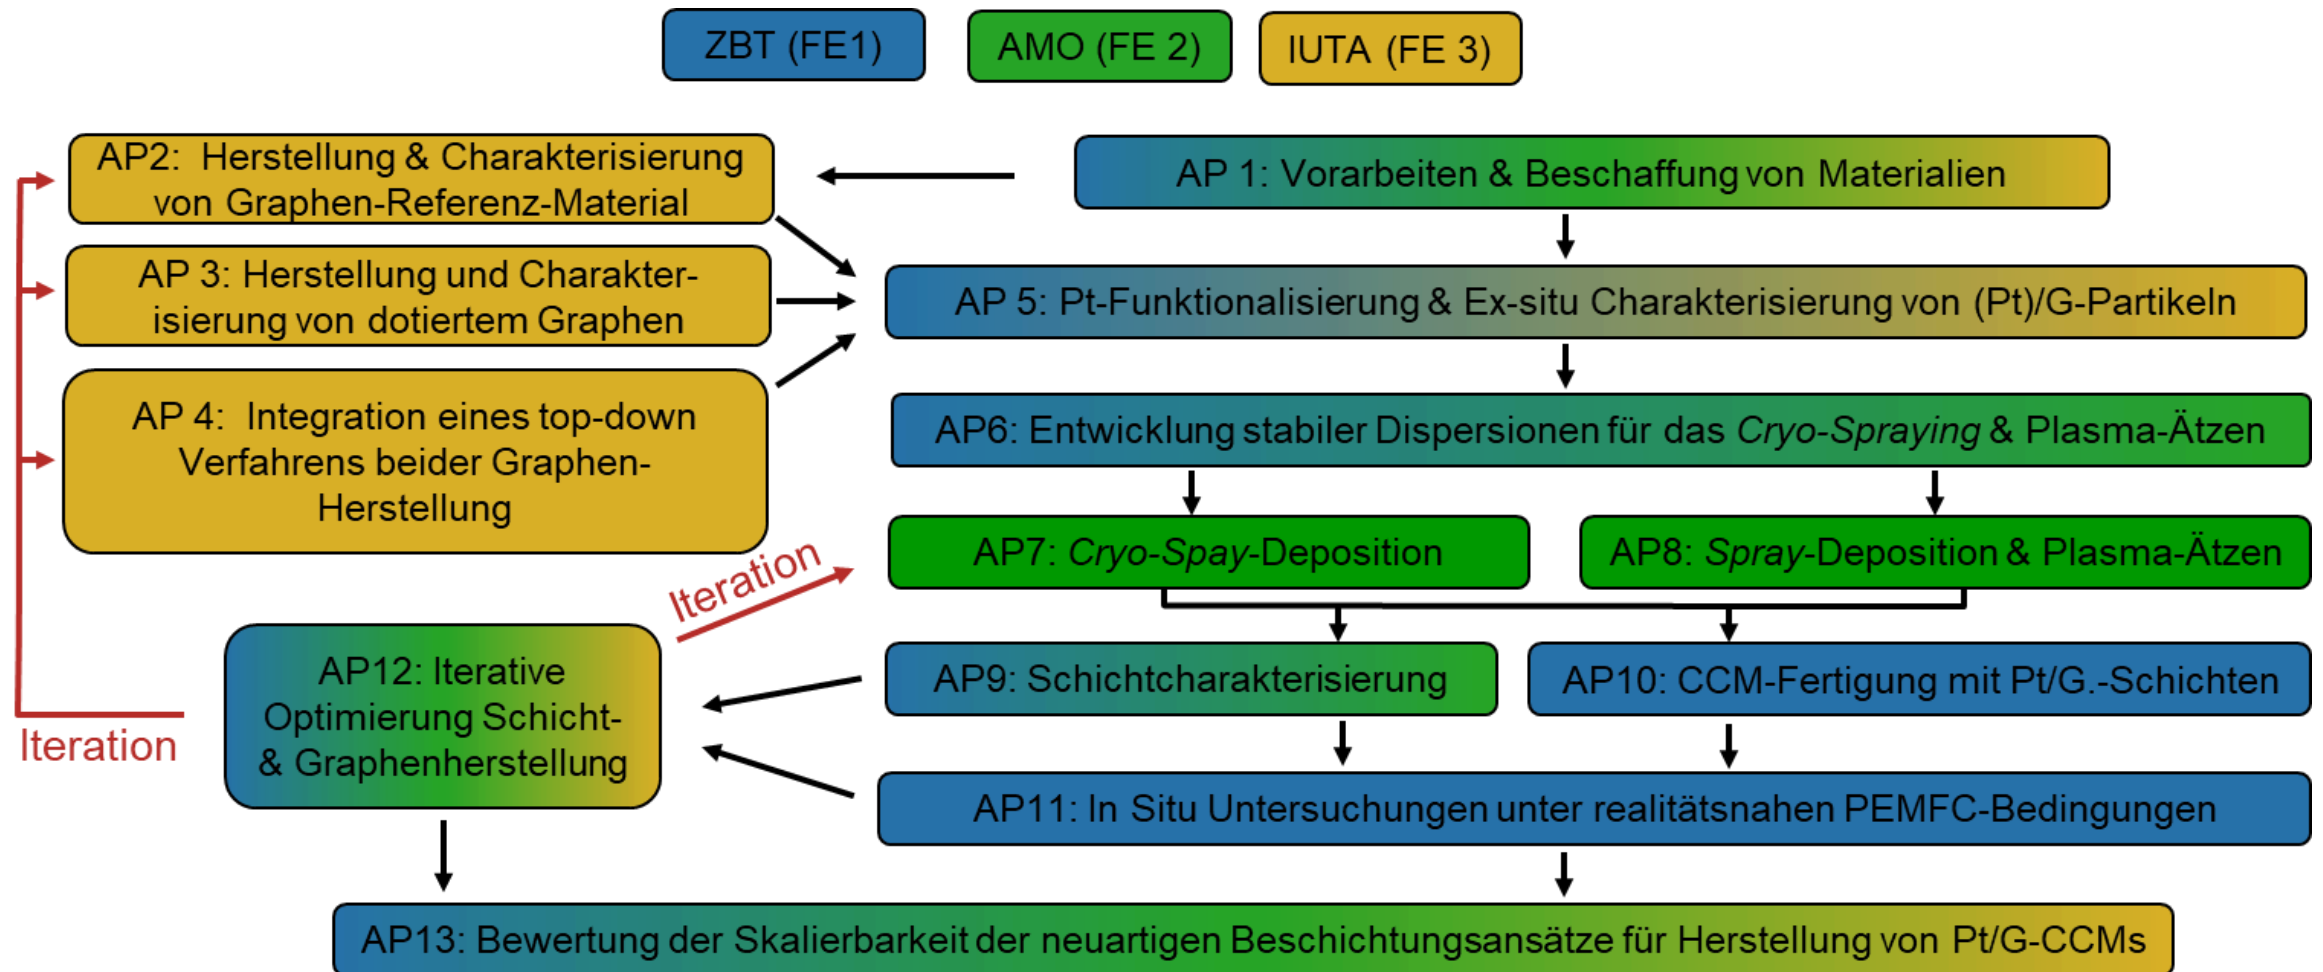 ZBT (FE1)
AMO (FE 2)
IUTA (FE 3)
AP2: Herstellung & Charakterisierung
von Graphen-Referenz-Material
AP 1: Vorarbeiten & Beschaffung von Materialien
AP 3: Herstellung und Charakter-
isierung von dotiertem Graphen
AP 5: Pt-Funktionalisierung & Ex-situ Charakterisierung von (Pt)/G-Partikeln
AP 4: Integration eines top-down
Verfahrens beider Graphen-
Herstellung
AP6: Entwicklung stabiler Dispersionen für das Cryo-Spraying & Plasma-Ätzen
AP7: Cryo-Spay-Deposition
AP8: Spray-Deposition & Plasma-Ätzen
Iteration
AP12: Iterative
Optimierung Schicht-
& Graphenherstellung
AP9: Schichtcharakterisierung
AP10: CCM-Fertigung mit Pt/G.-Schichten
Iteration
AP11: In Situ Untersuchungen unter realitätsnahen PEMFC-Bedingungen
AP13: Bewertung der Skalierbarkeit der neuartigen Beschichtungsansätze für Herstellung von Pt/G-CCMs